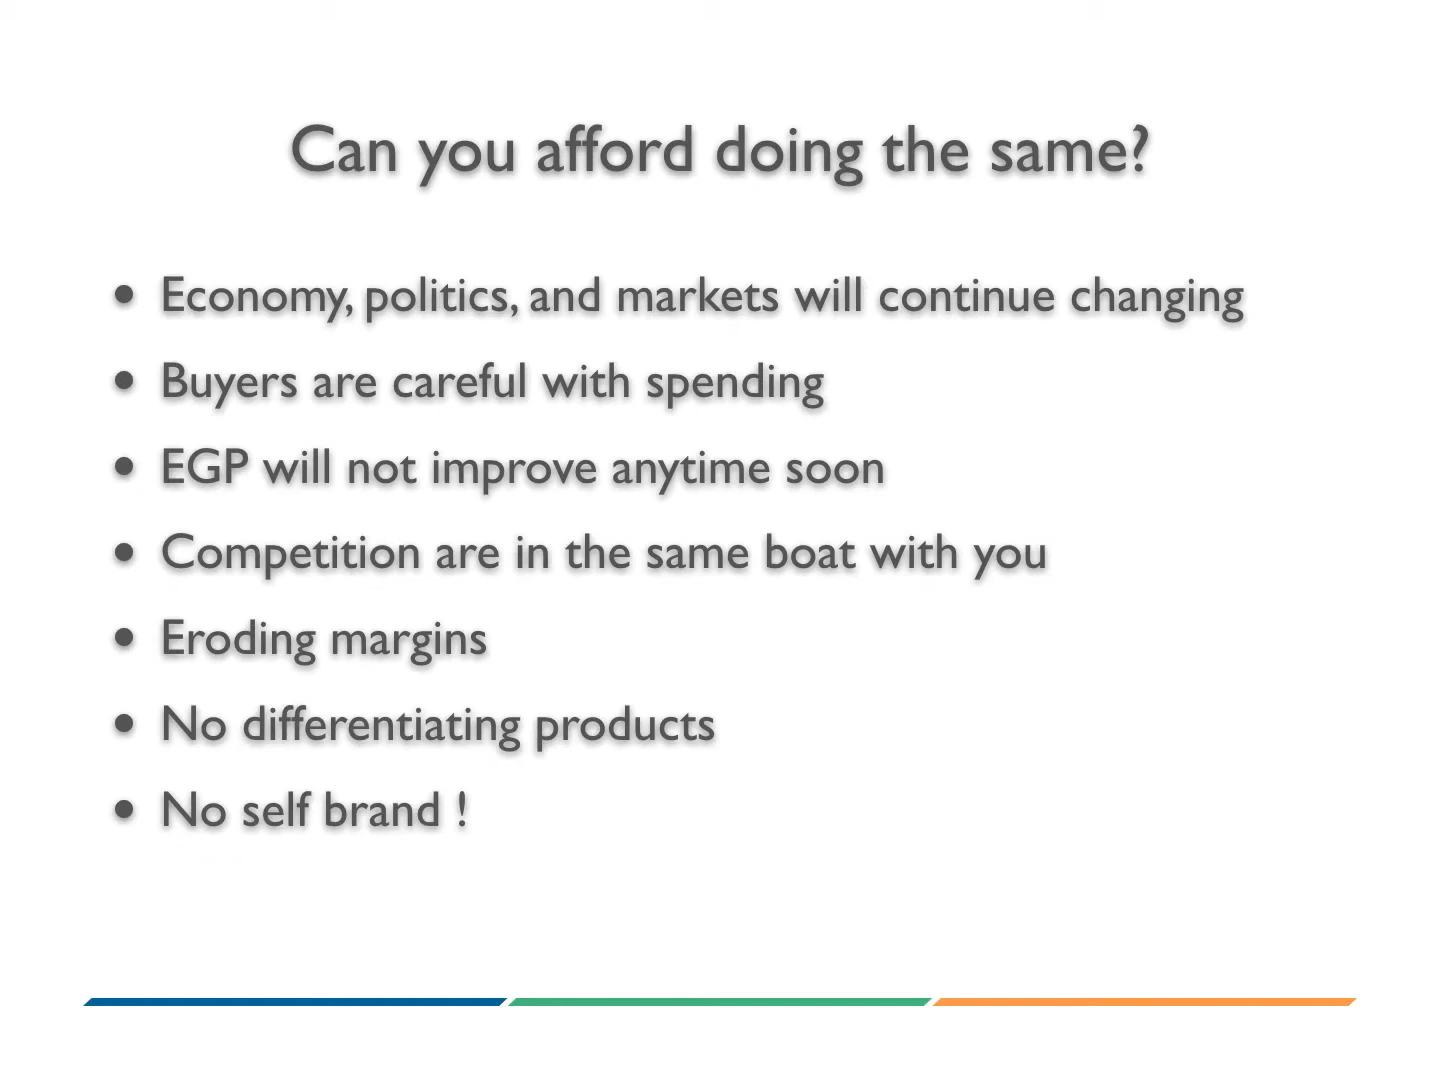 Can you afford doing the same?
• Economy, politics, and markets will continue changing
• Buyers are careful with spending
• EGP will not improve anytime soon
• Competition are in the same boat with you
• Eroding margins
• No differentiating products
• No self brand !